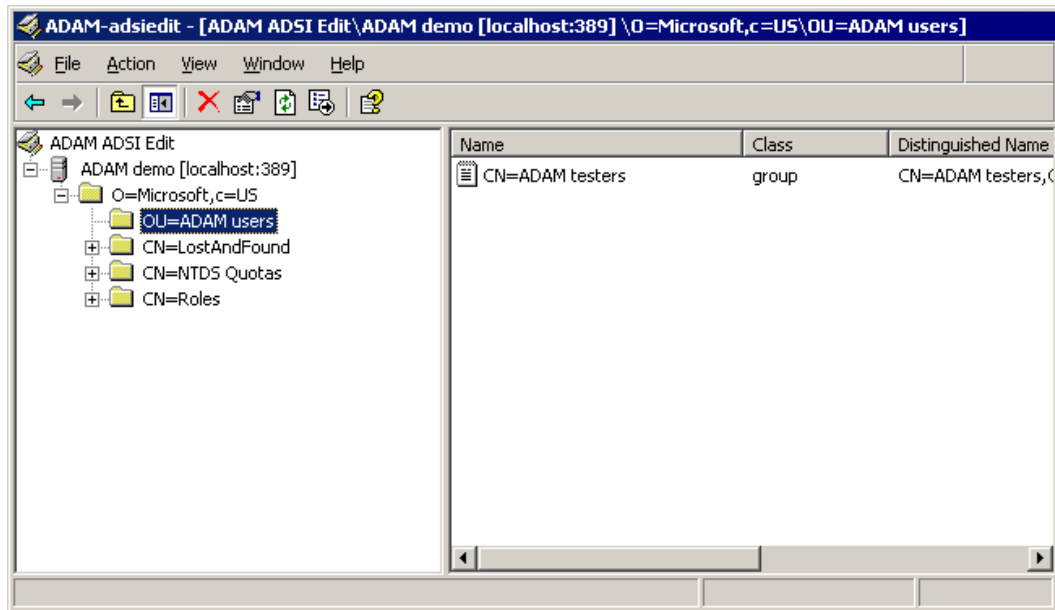 ADAM-adsiedit - [ADAM ADSI Edit\ADAM demo [localhost:389] \O=Microsoft,c=US\OU=ADAM users]
File Action View Window Help
ADAM ADSI Edit
ADAM demo [localhost:389]
O=Microsoft,c=US
OU=ADAM users
CN=LostAndFound
CN=NTDS Quotas
CN=Roles
Name Class Distinguished Name
CN=ADAM testers group CN=ADAM testers,